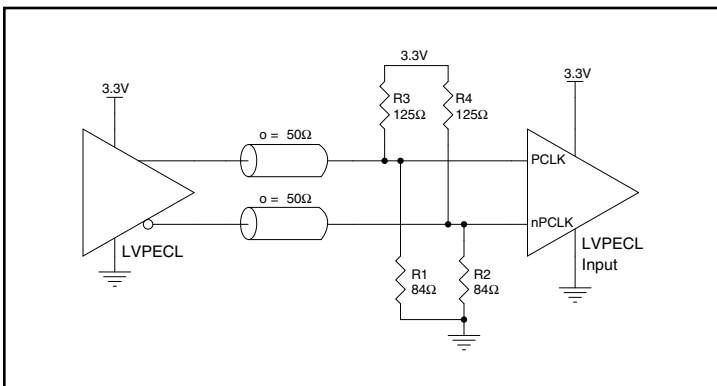 3.3V
3.3V
3.3V
R3
125Ω
R4
125Ω
o = 50Ω
PCLK
o = 50Ω
nPCLK
LVPECL
LVPECL
Input
R1
84Ω
R2
84Ω